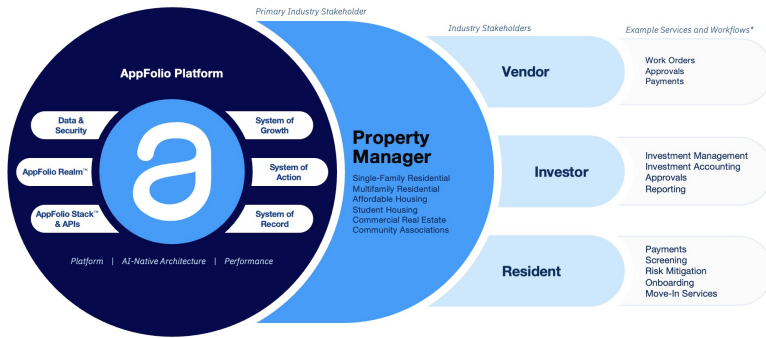 Primary Industry Stakeholder
Industry Stakeholders
Example Services and Workflows*
AppFolio Platform
Data &
Security
AppFolio Realm™
AppFolio Stack™
& APIs
System of
Growth
System of
Action
System of
Record
a
Platform | AI-Native Architecture | Performance
Property
Manager
Single-Family Residential
Multifamily Residential
Affordable Housing
Student Housing
Commercial Real Estate
Community Associations
Vendor
Work Orders
Approvals
Payments
Investor
Investment Management
Investment Accounting
Approvals
Reporting
Resident
Payments
Screening
Risk Mitigation
Onboarding
Move-In Services